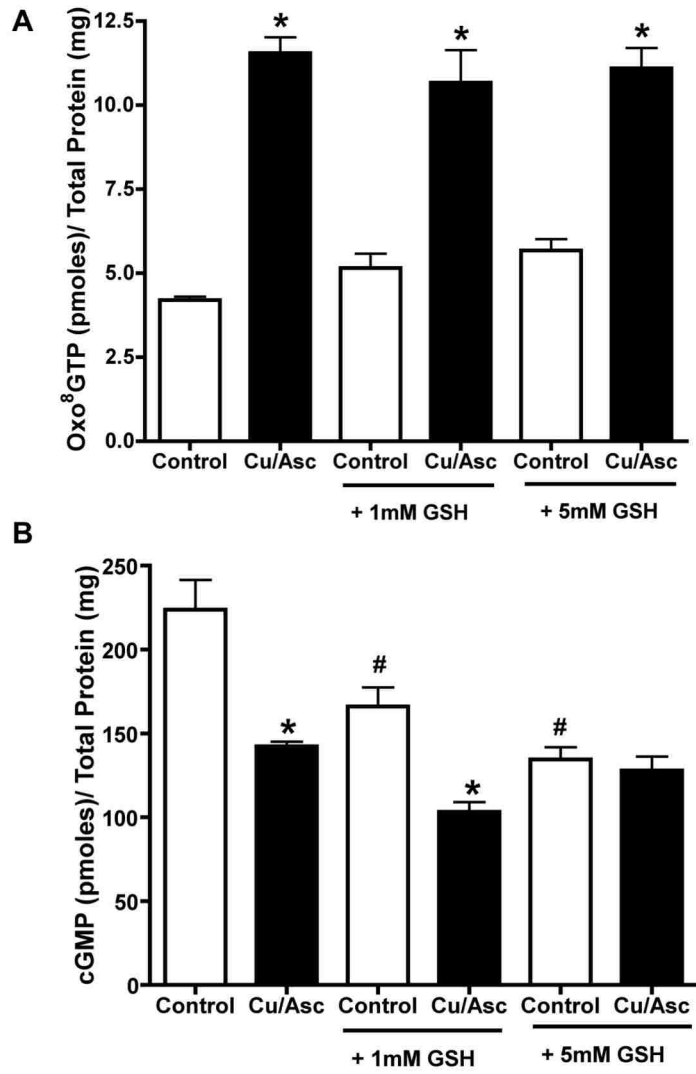 A
Oxo⁸GTP (pmoles)/ Total Protein (mg)
12.5
10.0
7.5
5.0
2.5
0.0
* * *
Control Cu/Asc Control Cu/Asc Control Cu/Asc
+ 1mM GSH + 5mM GSH
B
cGMP (pmoles)/ Total Protein (mg)
250
200
150
100
50
0
* # * #
Control Cu/Asc Control Cu/Asc Control Cu/Asc
+ 1mM GSH + 5mM GSH